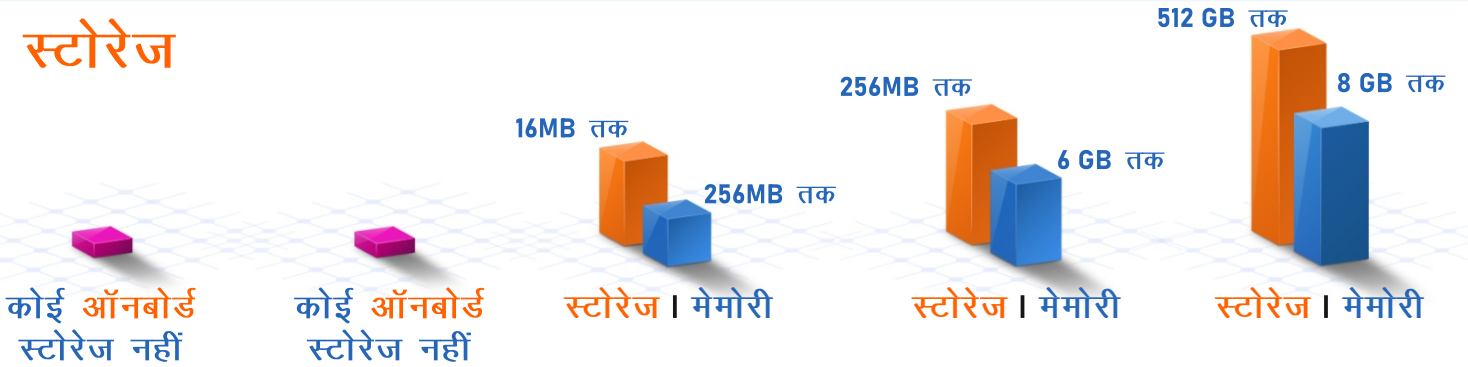 स्टोरेज
512 GB तक
8 GB तक
256MB तक
6 GB तक
16MB तक
256MB तक
कोई ऑनबोर्ड
स्टोरेज नहीं
कोई ऑनबोर्ड
स्टोरेज नहीं
स्टोरेज | मेमोरी
स्टोरेज | मेमोरी
स्टोरेज | मेमोरी